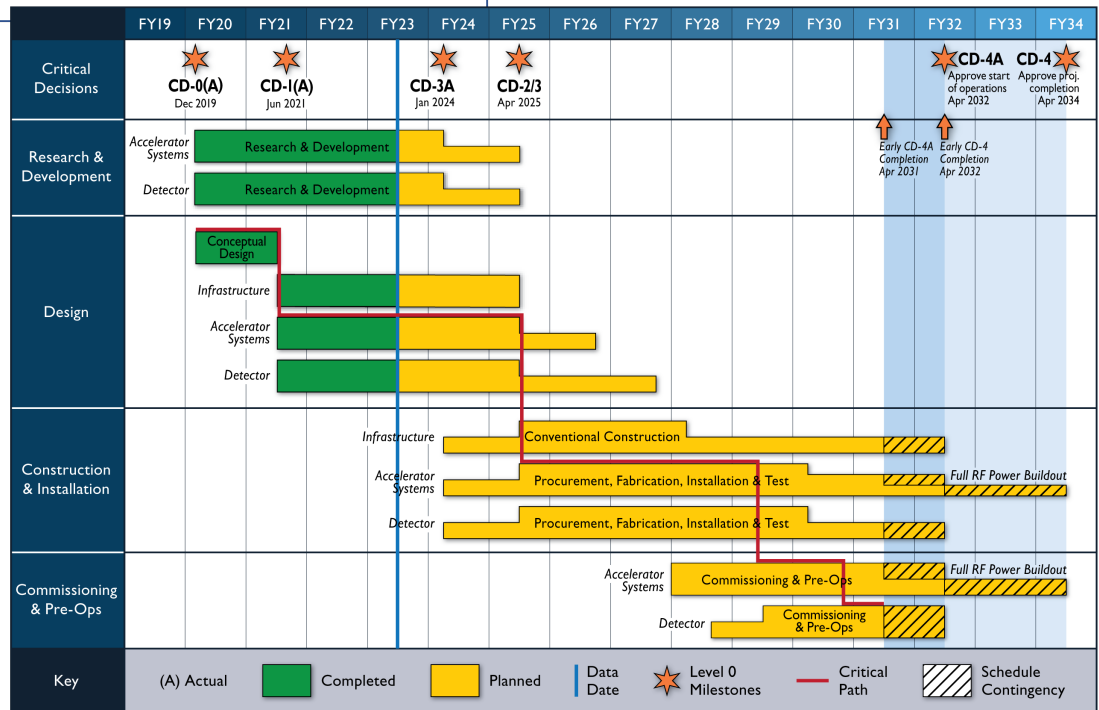 FY19 FY20 FY21 FY22 FY23 FY24 FY25 FY26 FY27 FY28 FY29 FY30 FY31 FY32 FY33 FY34
Critical
Decisions
CD-0(A)
Dec 2019
CD-1(A)
Jun 2021
CD-3A
Jan 2024
CD-2/3
Apr 2025
CD-4A
Approve start
of operations
Apr 2032
CD-4
Approve proj.
completion
Apr 2034
Early CD-4A
Completion
Apr 2031
Early CD-4
Completion
Apr 2032
Research &
Development
Accelerator
Systems
Research & Development
Detector
Research & Development
Design
Conceptual
Design
Infrastructure
Accelerator
Systems
Detector
Construction
& Installation
Infrastructure
Conventional Construction
Accelerator
Systems
Procurement, Fabrication, Installation & Test
Full RF Power Buildout
Detector
Procurement, Fabrication, Installation & Test
Commissioning
& Pre-Ops
Accelerator
Systems
Commissioning & Pre-Ops
Full RF Power Buildout
Detector
Commissioning
& Pre-Ops
Key
(A) Actual
Completed
Planned
Data
Date
Level 0
Milestones
Critical
Path
Schedule
Contingency